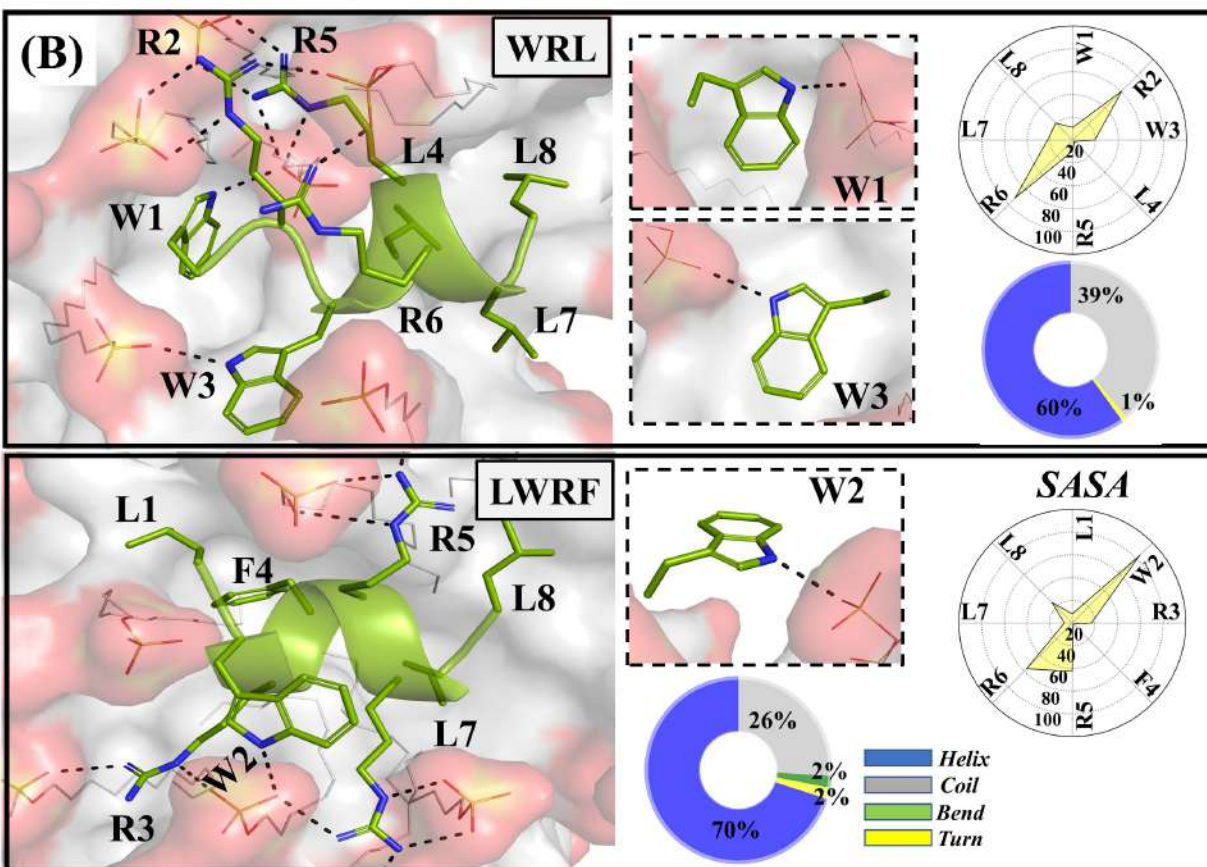 (B)
R2
R5
WRL
L4
L8
W1
R6
L7
W3
W1
W3
W1
R2
W3
L4
R5
R6
L7
L8
20
40
60
80
100
39%
1%
60%
LWRF
L1
R5
F4
L8
W2
L7
R3
W2
SASA
L1
W2
R3
F4
R5
R6
L7
L8
20
40
60
80
100
26%
2%
2%
70%
Helix
Coil
Bend
Turn